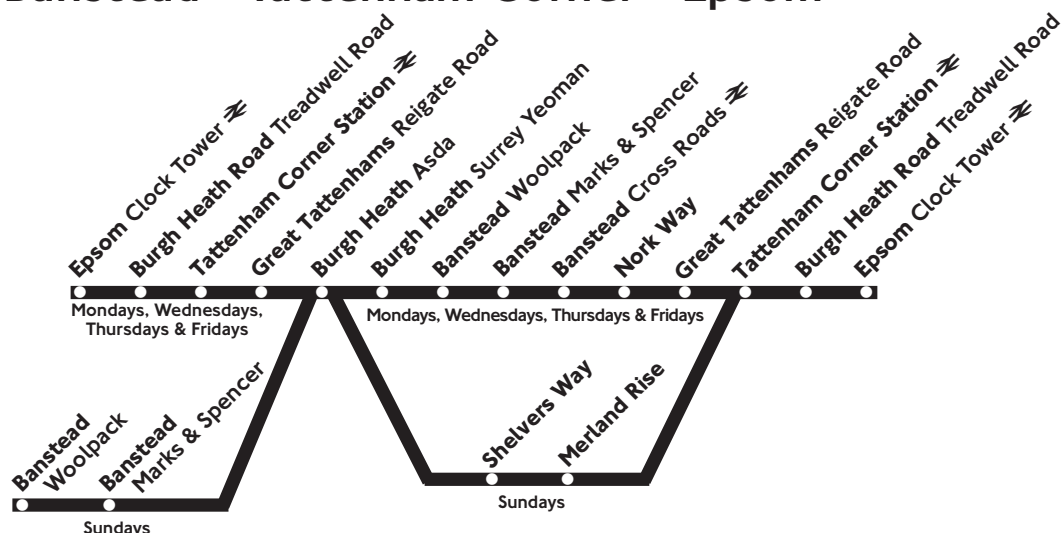 Banstead – Tattenham Corner – Epsom
Epsom Clock Tower
Burgh Heath Road Treadwell Road
Tattenham Corner Station
Great Tattenhams Reigate Road
Burgh Heath Asda
Burgh Heath Surrey Yeoman
Banstead Woolpack
Banstead Marks & Spencer
Banstead Cross Roads
Nork Way
Great Tattenhams Reigate Road
Tattenham Corner Station
Burgh Heath Road Treadwell Road
Epsom Clock Tower
Mondays, Wednesdays,
Thursdays & Fridays
Mondays, Wednesdays, Thursdays & Fridays
Banstead
Woolpack
Banstead
Marks & Spencer
Sundays
Shelvers Way
Merland Rise
Sundays